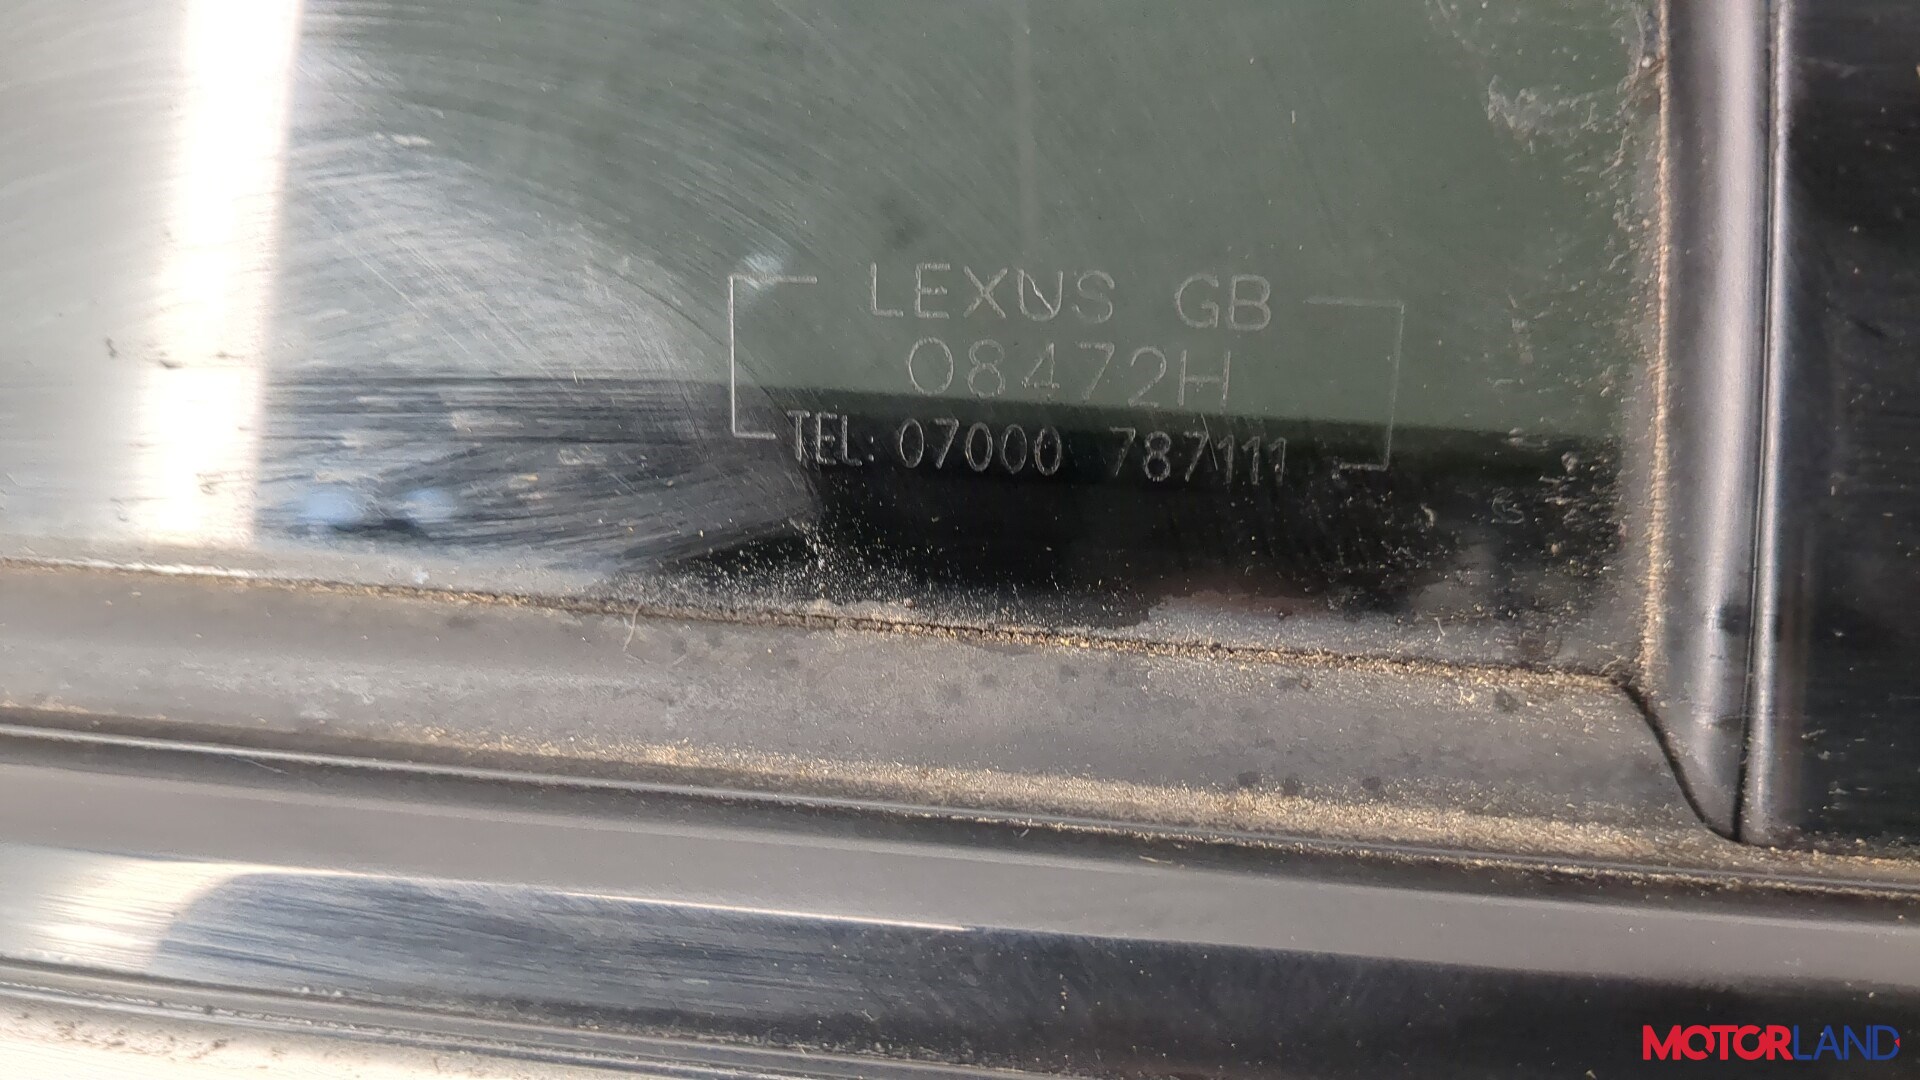 LEXUS GB
08472H
TEL: 07000 787111
MOTORLAND